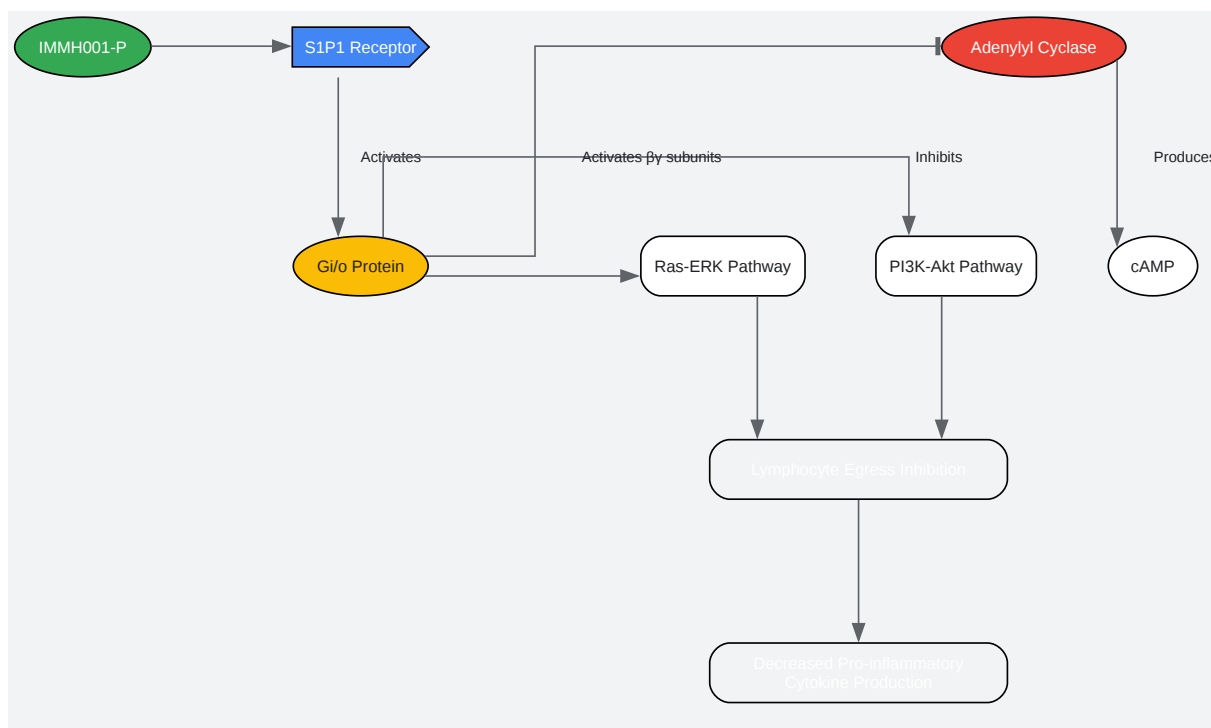 IMMH001-P
S1P1 Receptor
Adenylyl Cyclase
Activates
Activates βγ subunits
Inhibits
Produces
Gi/o Protein
Ras-ERK Pathway
PI3K-Akt Pathway
cAMP
Lymphocyte Egress Inhibition
Decreased Pro-inflammatory
Cytokine Production